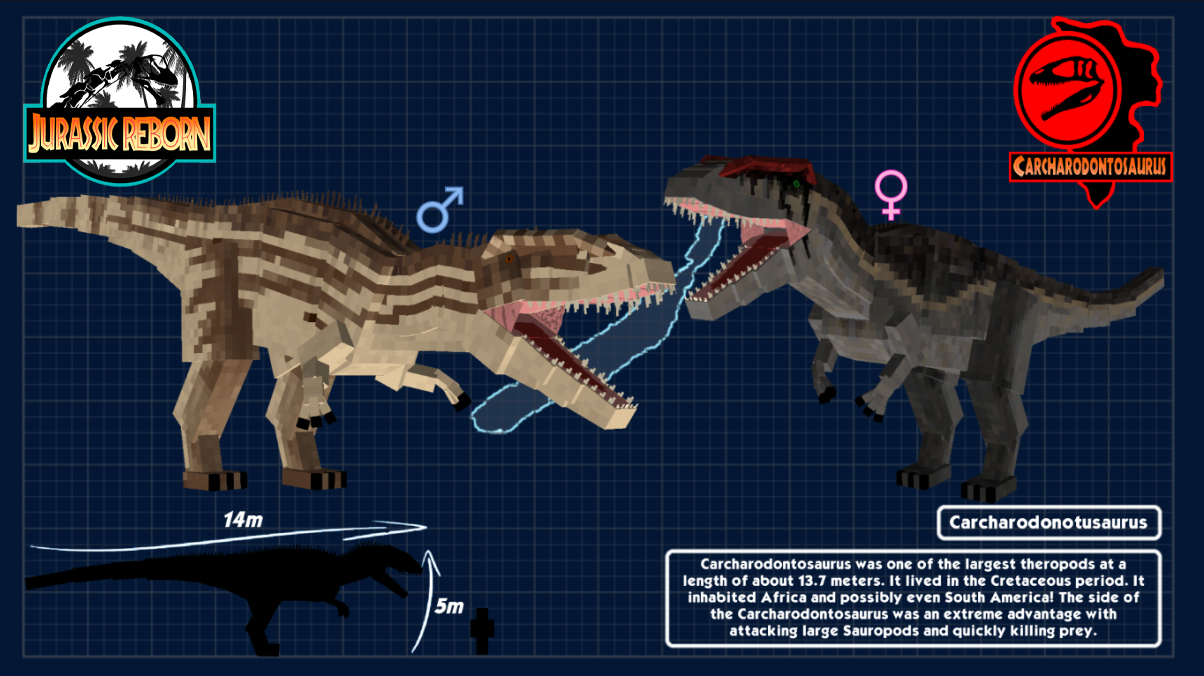 JURASSIC REBORN
CARCHARODONTOSAURUS
14m
5m
Carcharodonotusaurus
Carcharodontosaurus was one of the largest theropods at a
length of about 13.7 meters. It lived in the Cretaceous period. It
inhabited Africa and possibly even South America! The side of
the Carcharodontosaurus was an extreme advantage with
attacking large Sauropods and quickly killing prey.